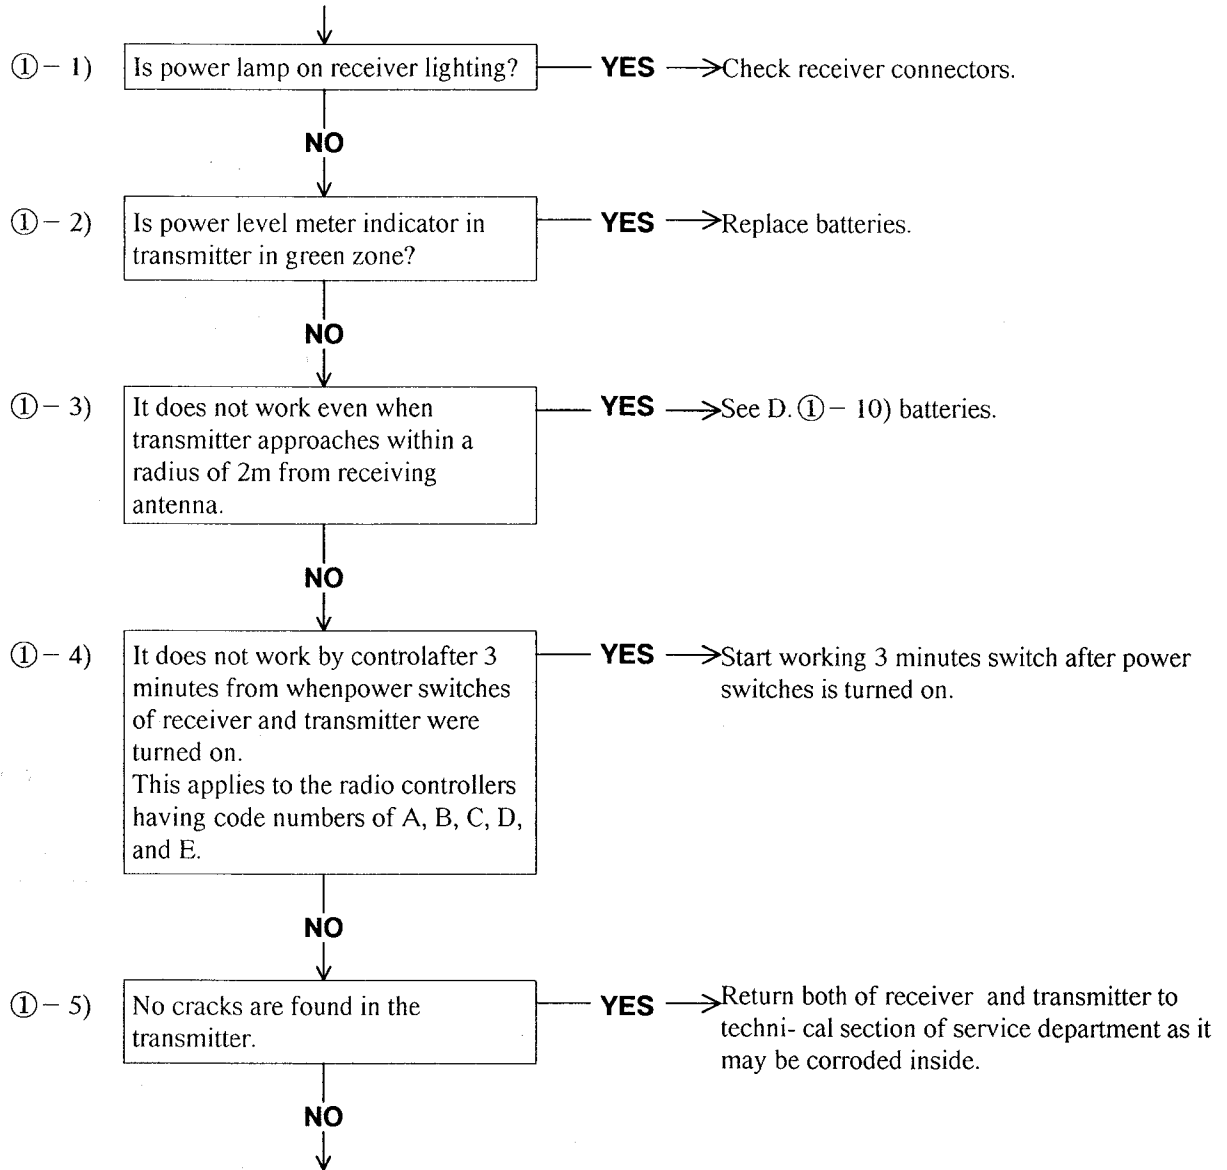 ①－ 1) Is power lamp on receiver lighting? YES Check receiver connectors.
NO
①－ 2) Is power level meter indicator in
transmitter in green zone?
YES Replace batteries.
NO
①－ 3) It does not work even when
transmitter approaches within a
radius of 2m from receiving
antenna.
YES See D. ①－ 10) batteries.
NO
①－ 4) It does not work by controlafter 3
minutes from whenpower switches
of receiver and transmitter were
turned on.
This applies to the radio controllers
having code numbers of A, B, C, D,
and E.
YES Start working 3 minutes switch after power
switches is turned on.
NO
①－ 5) No cracks are found in the
transmitter.
YES Return both of receiver and transmitter to
techni- cal section of service department as it
may be corroded inside.
NO